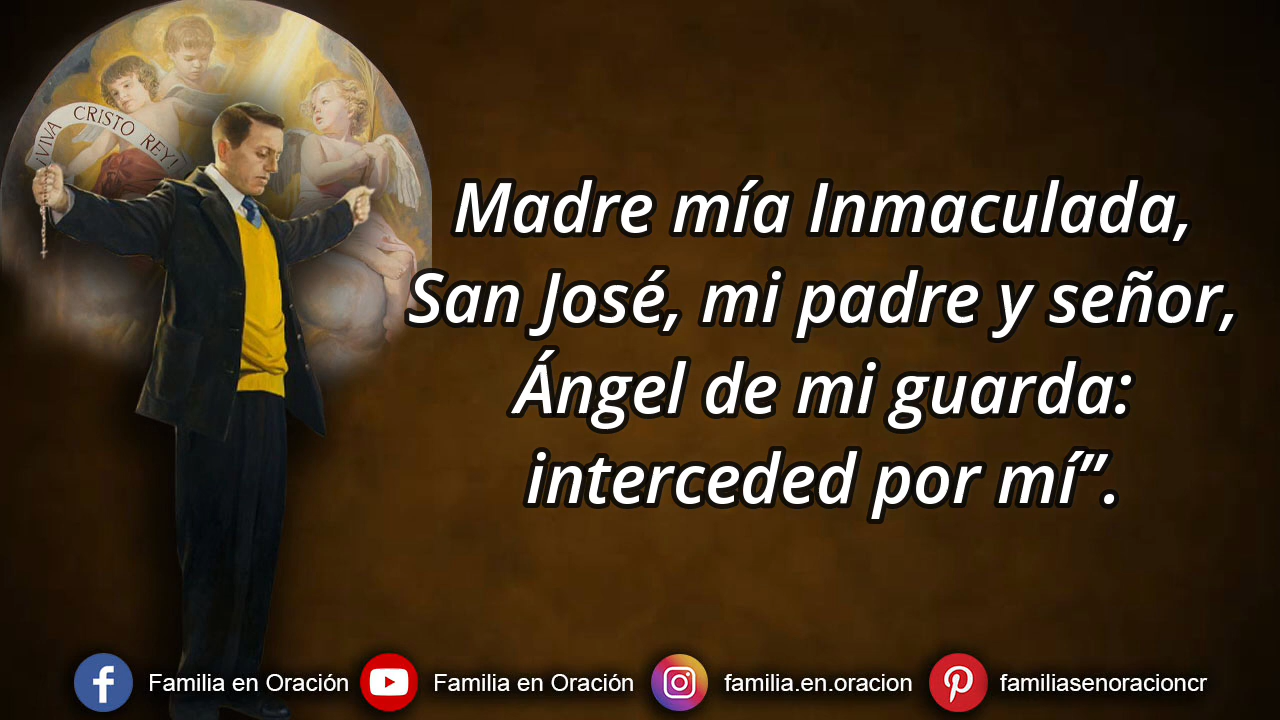 ¡VIVA CRISTO REY!
Madre mía Inmaculada,
San José, mi padre y señor,
Ángel de mi guarda:
interceded por mí”.
Familia en Oración
Familia en Oración
familia.en.oracion
familiasenoracioncr